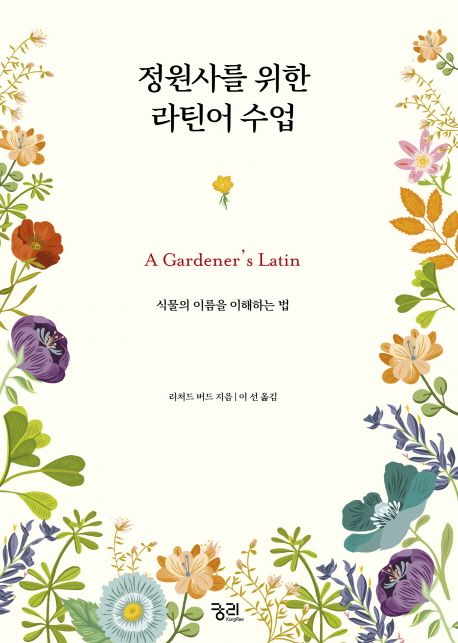 정원사를 위한
라틴어 수업
A Gardener's Latin
식물의 이름을 이해하는 법
리처드 버드 지음 | 이 선 옮김
궁리
KungRee